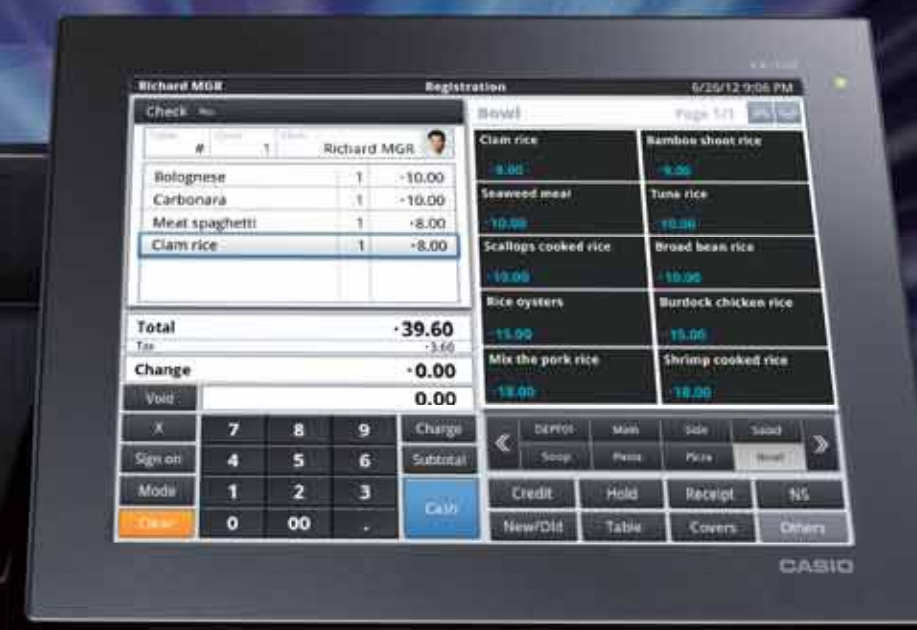 Richard MGR Registration 6/26/12 9:06 PM
Check No.
# 1 Richard MGR
Bolognese 1 ·10.00
Carbonara 1 ·10.00
Meat spaghetti 1 ·8.00
Clam rice 1 ·8.00
Total ·39.60
Tax ·3.60
Change ·0.00
Void 0.00
X 7 8 9 Charge
Sign on 4 5 6 Subtotal
Mode 1 2 3 Cash
Clear 0 00 .
Bowl Page 1/1
Clam rice Bamboo shoot rice
Seaweed meal Tuna rice
·10.00 ·10.00
Scallops cooked rice Broad bean rice
·10.00 ·10.00
Rice oysters Burdock chicken rice
·15.00 ·15.00
Mix the pork rice Shrimp cooked rice
·18.00 ·18.00
« Main Side Salad »
Soup Pasta Pizza Bowl
Credit Hold Receipt NS
New/Old Table Covers Others
CASIO